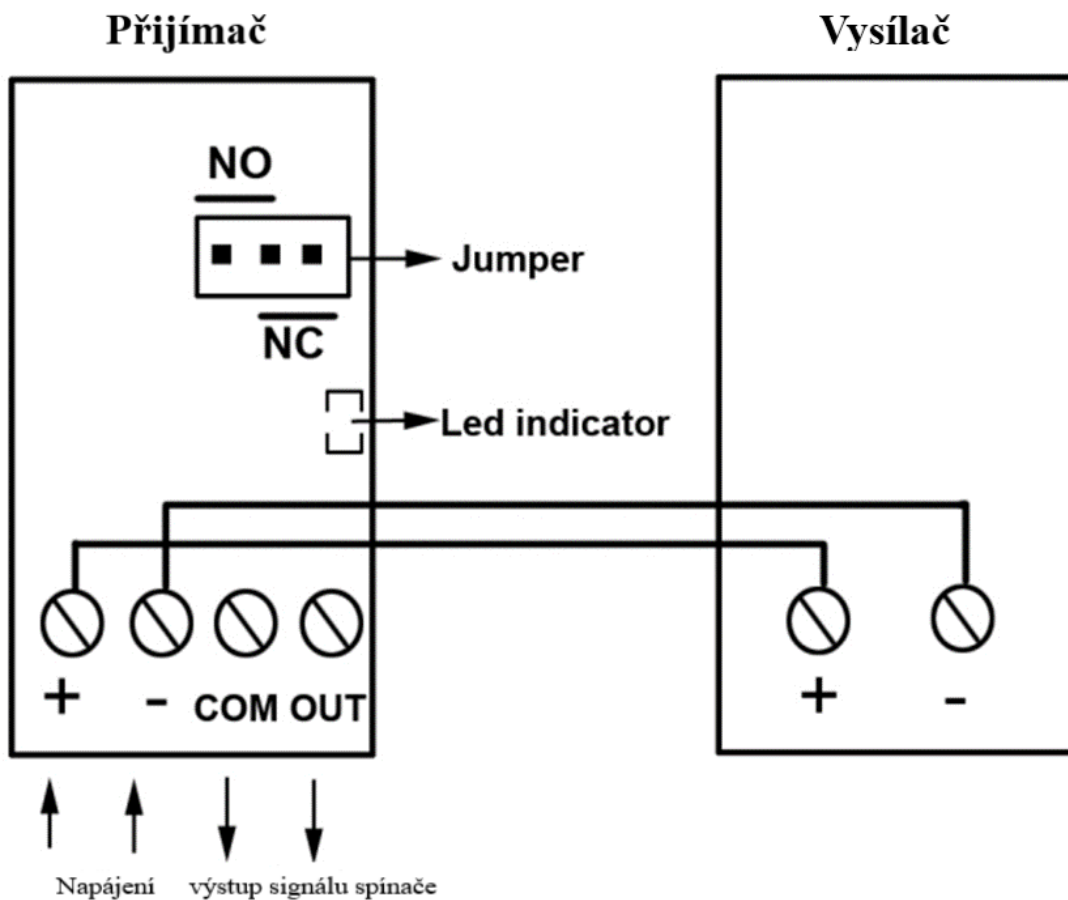 Přijímač
Vysílač
NO
Jumper
NC
Led indicator
+ - COM OUT
+ -
Napájení
výstup signálu spínače